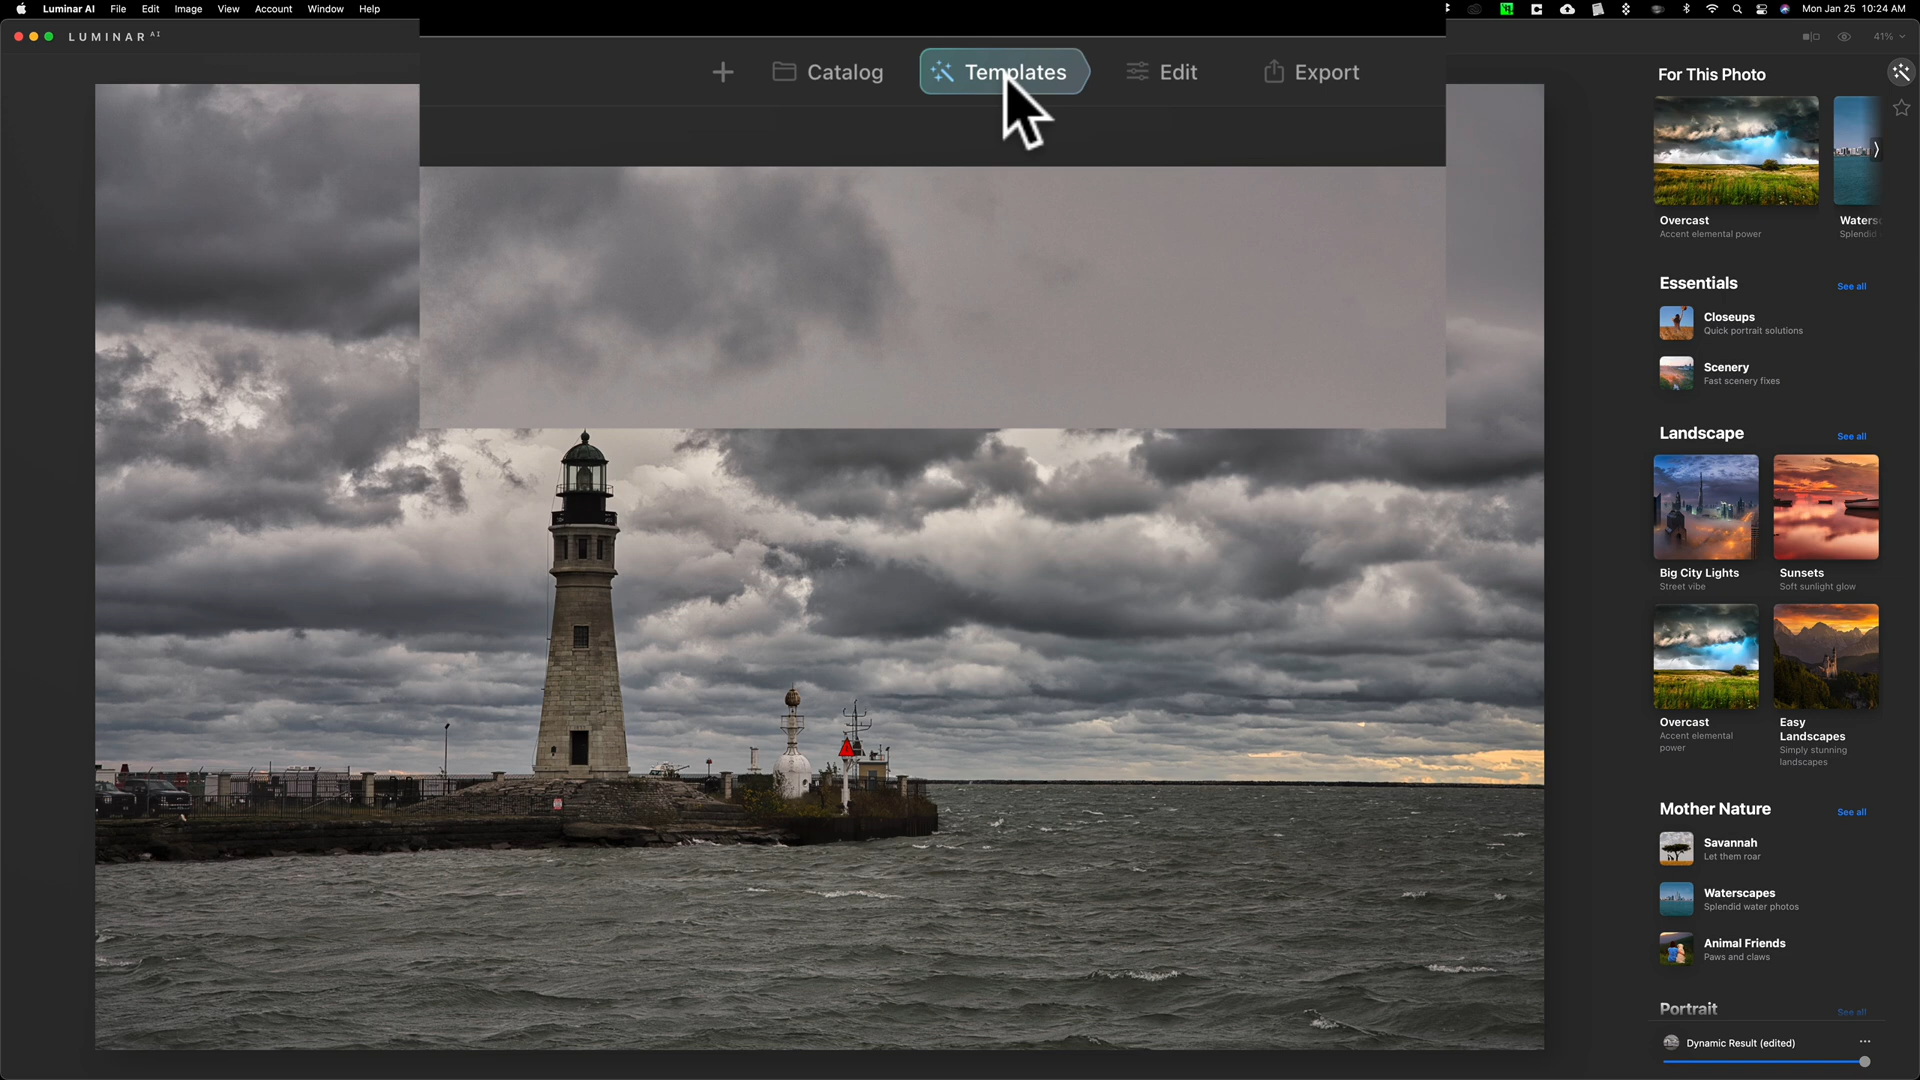 Luminar AI File Edit Image View Account Window Help
Mon Jan 25 10:24 AM
LUMINAR AI
41%
Catalog
Templates
Edit
Export
For This Photo
Overcast
Accent elemental power
Essentials
See all
Closeups
Quick portrait solutions
Scenery
Fast scenery fixes
Landscape
See all
Big City Lights
Street vibe
Sunsets
Soft sunlight glow
Overcast
Accent elemental
power
Easy
Landscapes
Simply stunning
landscapes
Mother Nature
See all
Savannah
Let them roar
Waterscapes
Splendid water photos
Animal Friends
Paws and claws
Portrait
See all
Dynamic Result (edited)